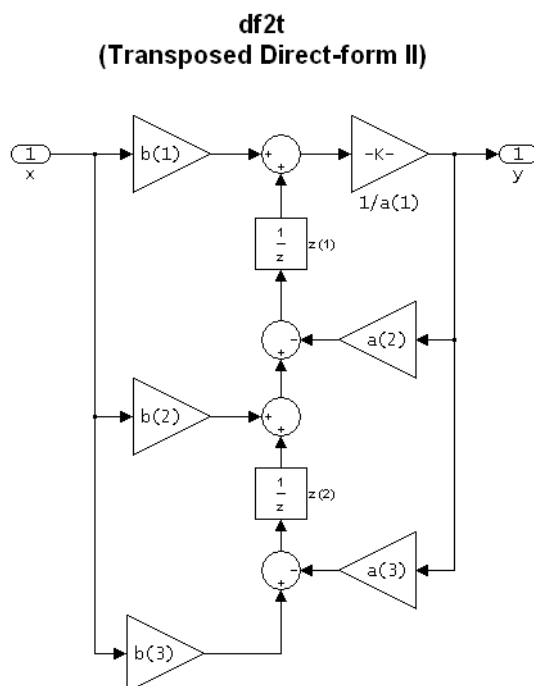 df2t
(Transposed Direct-form II)
1
x
b(1)
+
+
-K-
1/a(1)
1
y
1
z
z(1)
-
+
a(2)
b(2)
+
+
1
z
z(2)
-
+
a(3)
b(3)